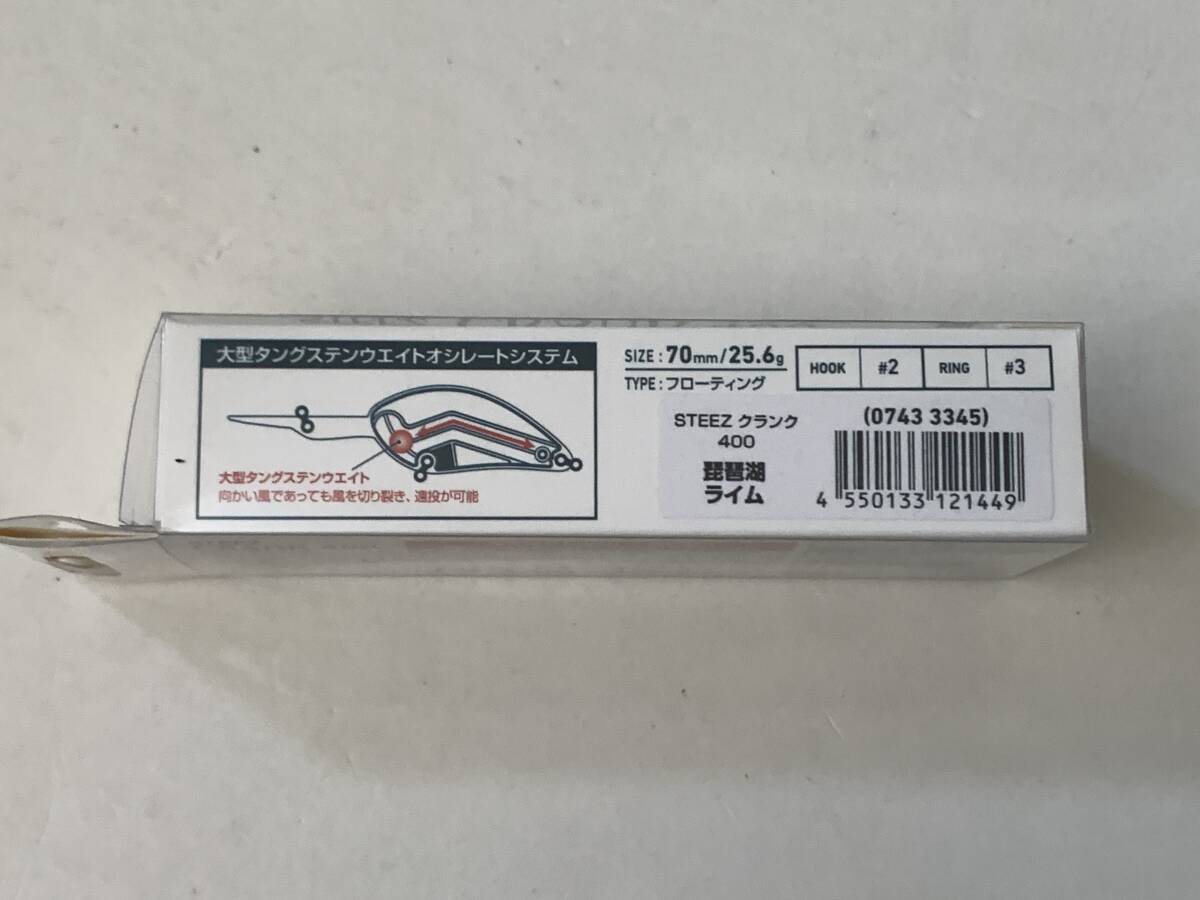 大型タングステンウエイトオシレートシステム
大型タングステンウエイト
向かい風であっても風を切り裂き、遠投が可能
SIZE : 70mm/25.6g
TYPE : フローティング
HOOK #2 RING #3
STEEZ クランク
400
琵琶湖
ライム
(0743 3345)
4 550133 121449